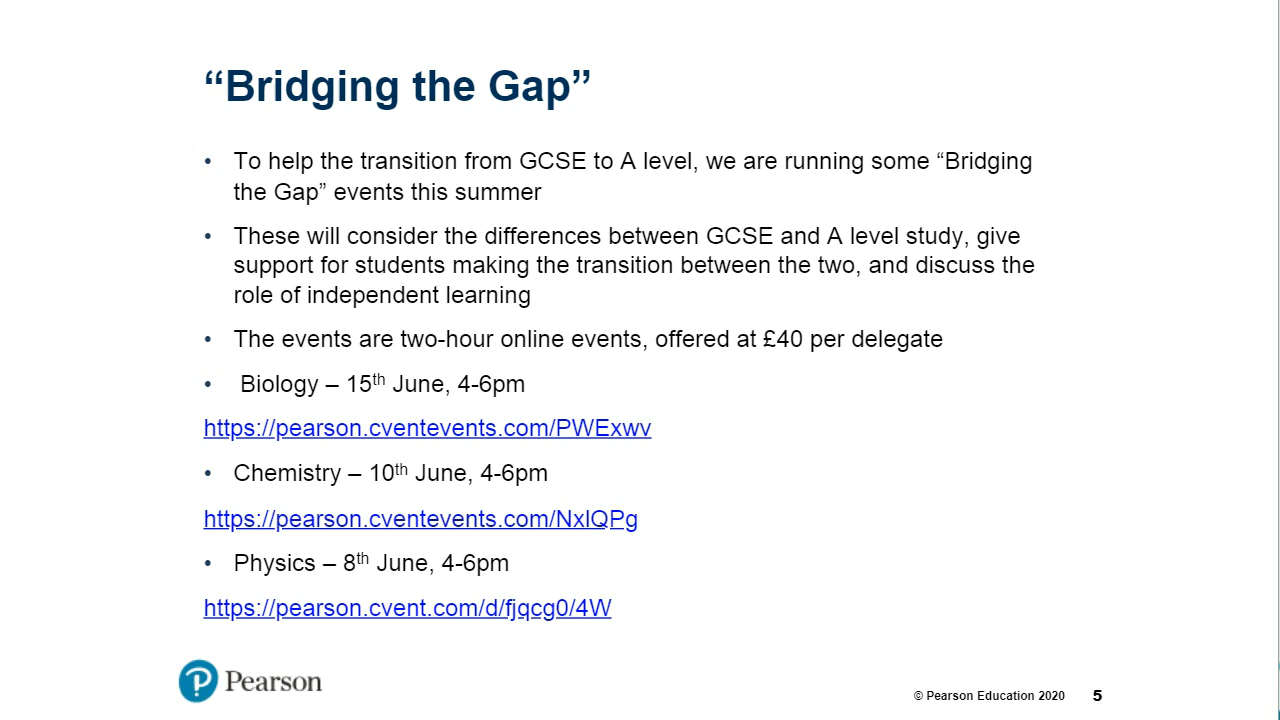 “Bridging the Gap”
• To help the transition from GCSE to A level, we are running some “Bridging
the Gap” events this summer
• These will consider the differences between GCSE and A level study, give
support for students making the transition between the two, and discuss the
role of independent learning
• The events are two-hour online events, offered at £40 per delegate
• Biology – 15th June, 4-6pm
https://pearson.cventevents.com/PWExwv
• Chemistry – 10th June, 4-6pm
https://pearson.cventevents.com/NxlQPg
• Physics – 8th June, 4-6pm
https://pearson.cvent.com/d/fjqcg0/4W
Pearson
© Pearson Education 2020 5